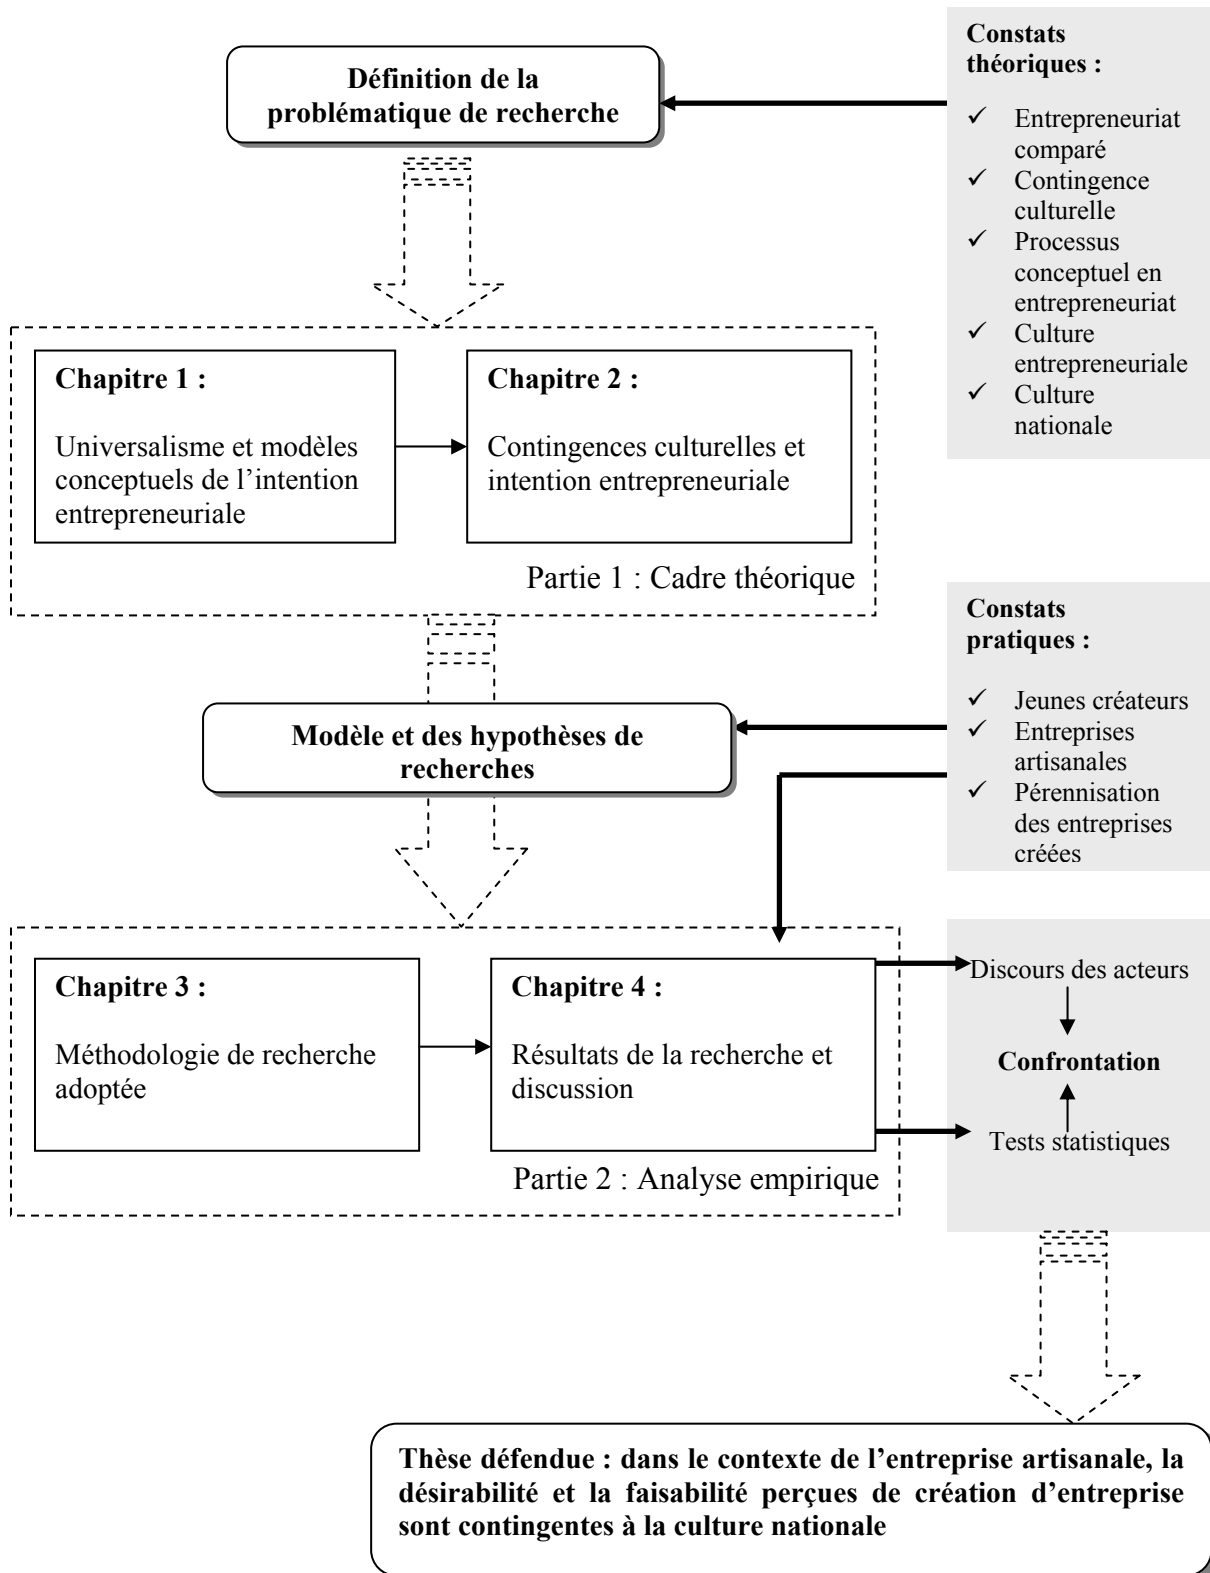 Définition de la
problématique de recherche
Constats
théoriques :
✓ Entrepreneuriat
comparé
✓ Contingence
culturelle
✓ Processus
conceptuel en
entrepreneuriat
✓ Culture
entrepreneuriale
✓ Culture
nationale
Chapitre 1 :
Universalisme et modèles
conceptuels de l’intention
entrepreneuriale
Chapitre 2 :
Contingences culturelles et
intention entrepreneuriale
Partie 1 : Cadre théorique
Constats
pratiques :
✓ Jeunes créateurs
✓ Entreprises
artisanales
✓ Pérennisation
des entreprises
créées
Modèle et des hypothèses de
recherches
Chapitre 3 :
Méthodologie de recherche
adoptée
Chapitre 4 :
Résultats de la recherche et
discussion
Partie 2 : Analyse empirique
Discours des acteurs
Confrontation
Tests statistiques
Thèse défendue : dans le contexte de l’entreprise artisanale, la
désirabilité et la faisabilité perçues de création d’entreprise
sont contingentes à la culture nationale